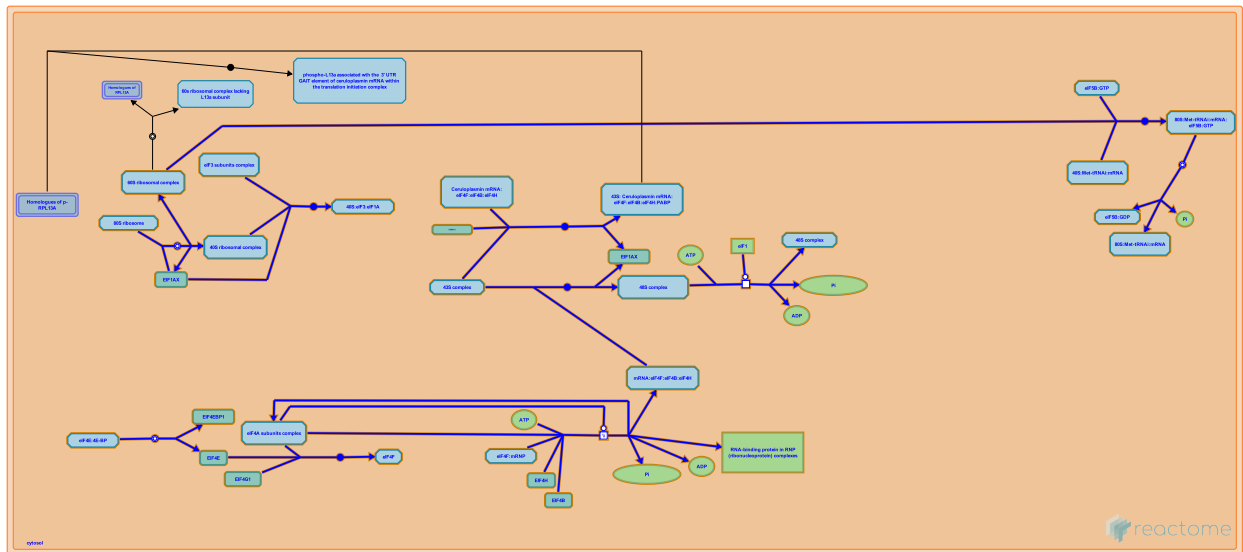 Homologues of
RPL13A
60s ribosomal complex lacking
L13a subunit
phospho-L13a associated with the 3' UTR
GAIT element of ceruloplasmin mRNA within
the translation initiation complex
eIF5B:GTP
80S:Met-tRNAi:mRNA:
eIF5B:GTP
40S:Met-tRNAi:mRNA
eIF5B:GDP
Pi
80S:Met-tRNAi:mRNA
Homologues of p-
RPL13A
60S ribosomal complex
eIF3 subunits complex
40S:eIF3:eIF1A
80S ribosome
40S ribosomal complex
EIF1AX
Ceruloplasmin mRNA:
eIF4F:eIF4B:eIF4H
43S: Ceruloplasmin mRNA:
eIF4F:eIF4B:eIF4H:PABP
EIF1AX
43S complex
48S complex
ATP
eIF1
48S complex
Pi
ADP
mRNA:eIF4F:eIF4B:eIF4H
eIF4E:4E-BP
EIF4EBP1
EIF4E
EIF4G1
eIF4A subunits complex
eIF4F
ATP
eIF4F:mRNP
EIF4H
EIF4B
Pi
ADP
RNA-binding protein in RNP
(ribonucleoprotein) complexes
cytosol
reactome